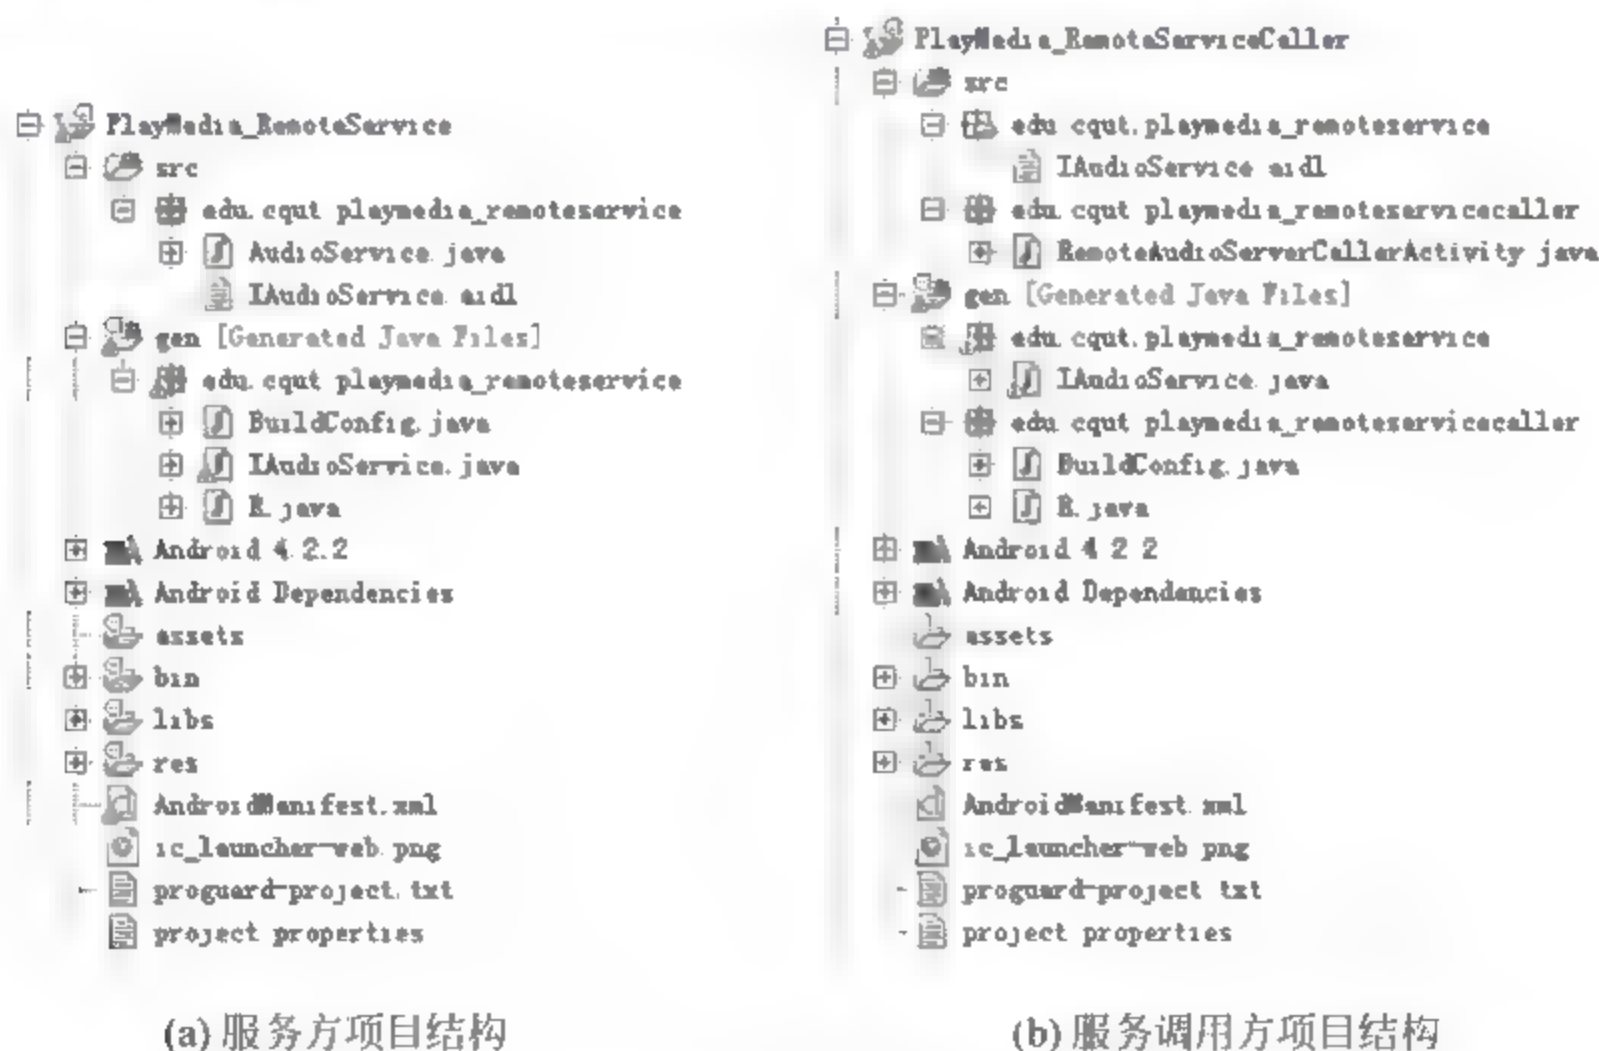 PlayMedia_RemoteService
src
edu.cqut.playmedia_remoteservice
AudioService.java
IAudioService.aidl
gen [Generated Java Files]
edu.cqut.playmedia_remoteservice
BuildConfig.java
IAudioService.java
R.java
Android 4.2.2
Android Dependencies
assets
bin
libs
res
AndroidManifest.xml
ic_launcher-web.png
proguard-project.txt
project.properties
(a) 服务方项目结构
PlayMedia_RemoteServiceCaller
src
edu.cqut.playmedia_remoteservice
IAudioService.aidl
edu.cqut.playmedia_remoteservicecaller
RemoteAudioServerCallerActivity.java
gen [Generated Java Files]
edu.cqut.playmedia_remoteservice
IAudioService.java
edu.cqut.playmedia_remoteservicecaller
BuildConfig.java
R.java
Android 4.2.2
Android Dependencies
assets
bin
libs
res
AndroidManifest.xml
ic_launcher-web.png
proguard-project.txt
project.properties
(b) 服务调用方项目结构